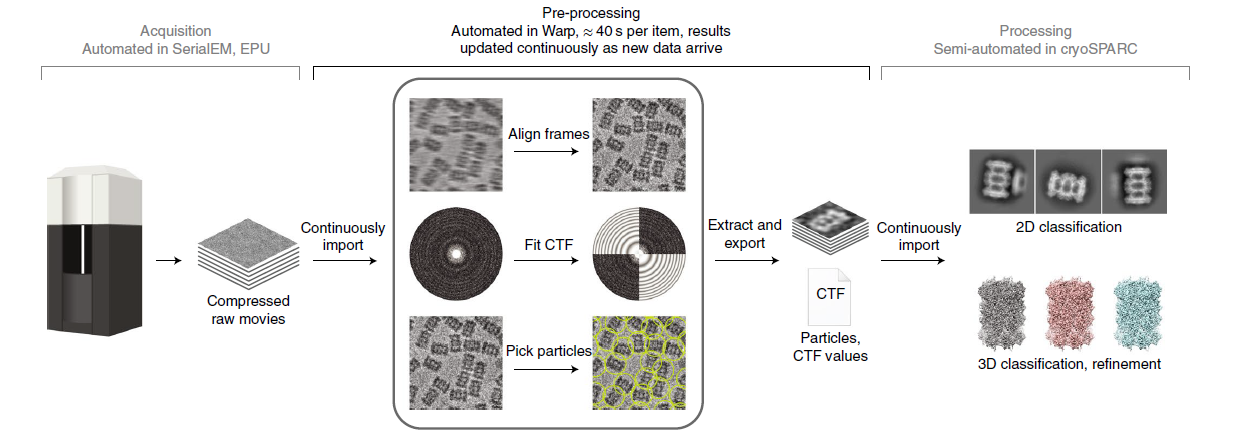 Acquisition
Automated in SerialEM, EPU
Pre-processing
Automated in Warp, ≈ 40 s per item, results
updated continuously as new data arrive
Processing
Semi-automated in cryoSPARC
Compressed
raw movies
Continuously
import
Align frames
Fit CTF
Pick particles
Extract and
export
CTF
Particles,
CTF values
Continuously
import
2D classification
3D classification, refinement